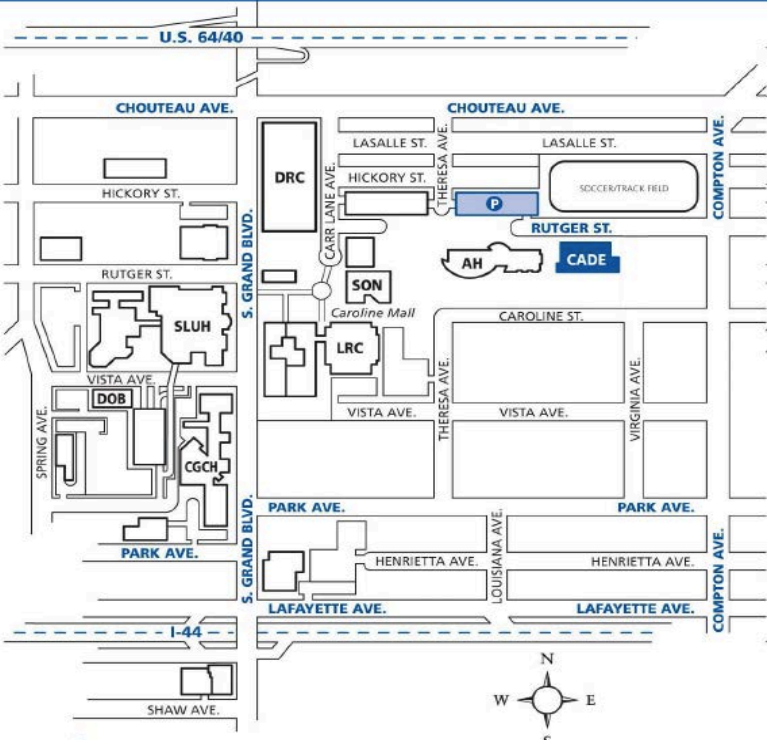 U.S. 64/40
CHOUTEAU AVE.
CHOUTEAU AVE.
LASALLE ST.
LASALLE ST.
THERESA AVE.
COMPTON AVE.
DRC
CARR LANE AVE.
HICKORY ST.
P
SOCCER/TRACK FIELD
HICKORY ST.
S. GRAND BLVD.
RUTGER ST.
AH
CADE
RUTGER ST.
SON
Caroline Mall
CAROLINE ST.
SLUH
LRC
VISTA AVE.
THERESA AVE.
VIRGINIA AVE.
DOB
SPRING AVE.
VISTA AVE.
VISTA AVE.
CGCH
S. GRAND BLVD.
PARK AVE.
PARK AVE.
LOUISIANA AVE.
COMPTON AVE.
PARK AVE.
HENRIETTA AVE.
HENRIETTA AVE.
LAFAYETTE AVE.
LAFAYETTE AVE.
I-44
N
W
E
S
SHAW AVE.